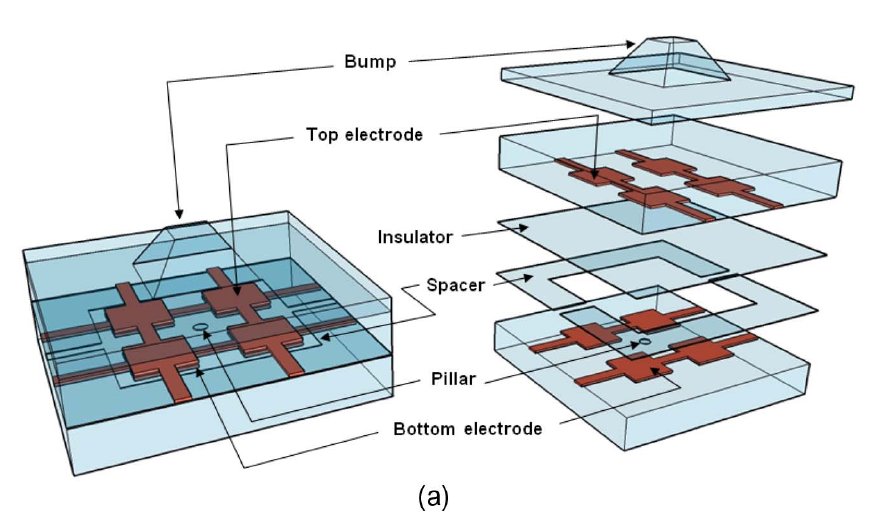 Bump
Top electrode
Insulator
Spacer
Pillar
Bottom electrode
(a)